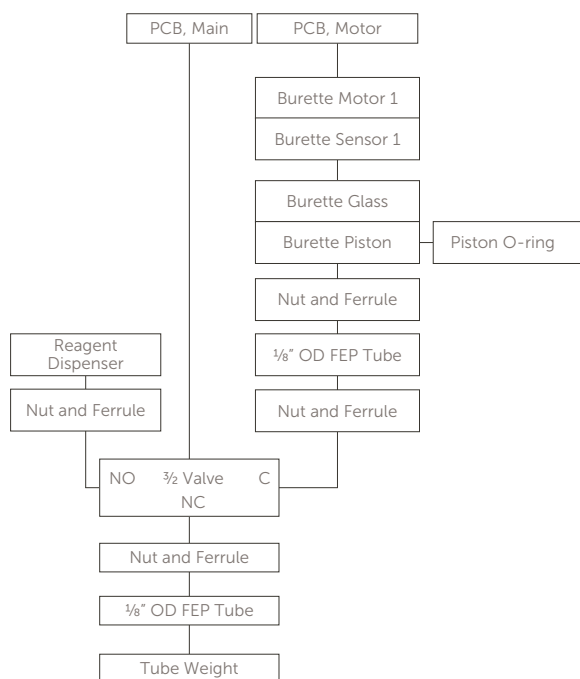 PCB, Main
PCB, Motor
Burette Motor 1
Burette Sensor 1
Burette Glass
Burette Piston
Piston O-ring
Nut and Ferrule
Reagent
Dispenser
⅛” OD FEP Tube
Nut and Ferrule
Nut and Ferrule
NO ³⁄₂ Valve C
NC
Nut and Ferrule
⅛” OD FEP Tube
Tube Weight